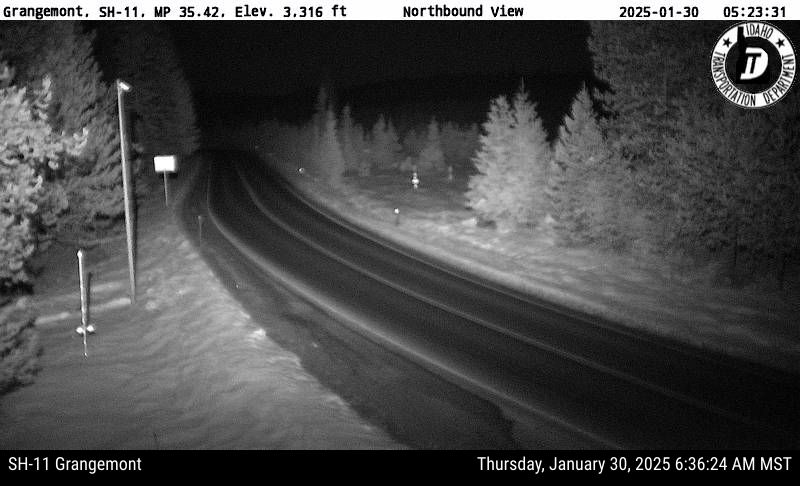 Grangemont, SH-11, MP 35.42, Elev. 3,316 ft Northbound View 2025-01-30 05:23:31
IDAHO
TRANSPORTATION DEPARTMENT
SH-11 Grangemont Thursday, January 30, 2025 6:36:24 AM MST